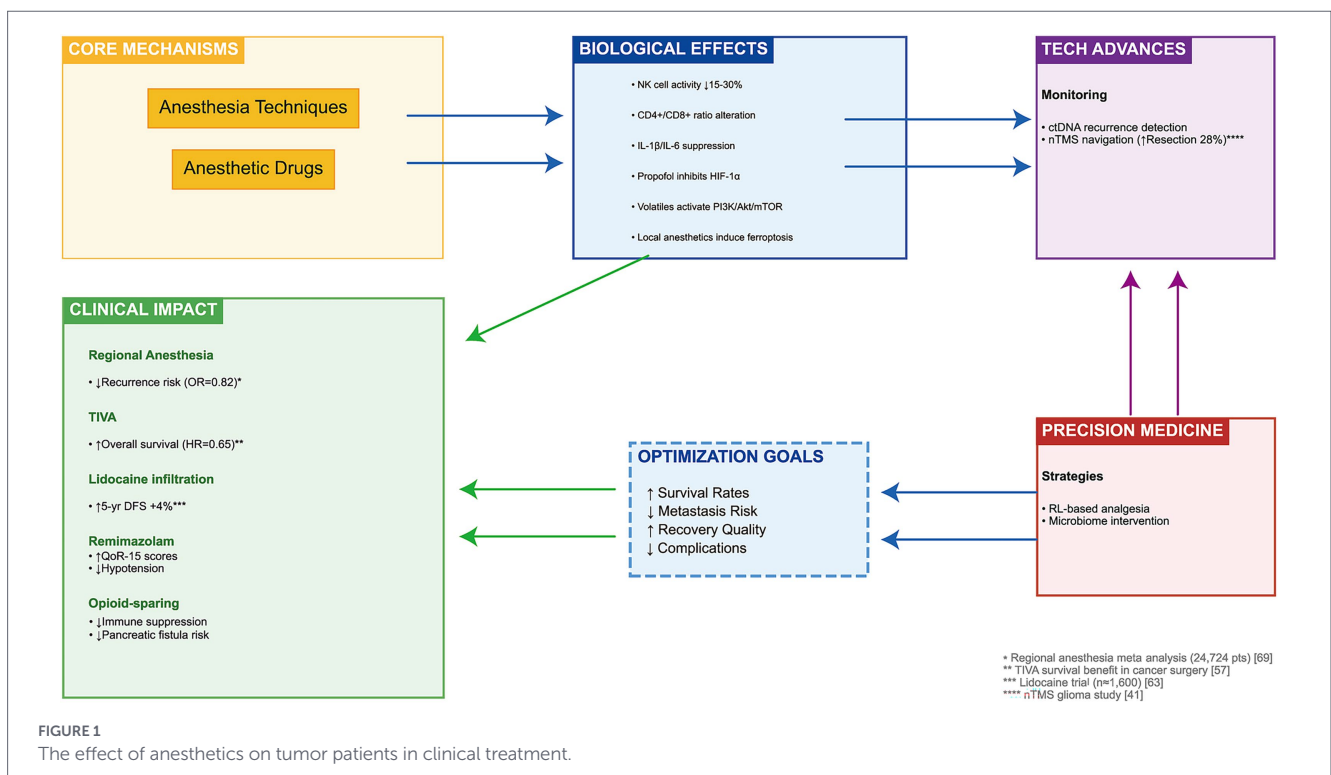 CORE MECHANISMS
Anesthesia Techniques
Anesthetic Drugs
BIOLOGICAL EFFECTS
• NK cell activity ↓15-30%
• CD4+/CD8+ ratio alteration
• IL-1β/IL-6 suppression
• Propofol inhibits HIF-1α
• Volatiles activate PI3K/Akt/mTOR
• Local anesthetics induce ferroptosis
TECH ADVANCES
Monitoring
• ctDNA recurrence detection
• nTMS navigation (↑Resection 28%)****
CLINICAL IMPACT
Regional Anesthesia
• ↓Recurrence risk (OR=0.82)*
TIVA
• ↑Overall survival (HR=0.65)**
Lidocaine infiltration
• ↑5-yr DFS +4%***
Remimazolam
• ↑QoR-15 scores
• ↓Hypotension
Opioid-sparing
• ↓Immune suppression
• ↓Pancreatic fistula risk
OPTIMIZATION GOALS
↑ Survival Rates
↓ Metastasis Risk
↑ Recovery Quality
↓ Complications
PRECISION MEDICINE
Strategies
• RL-based analgesia
• Microbiome intervention
* Regional anesthesia meta analysis (24,724 pts) [69]
** TIVA survival benefit in cancer surgery [57]
*** Lidocaine trial (n≈1,600) [63]
**** nTMS glioma study [41]
FIGURE 1
The effect of anesthetics on tumor patients in clinical treatment.